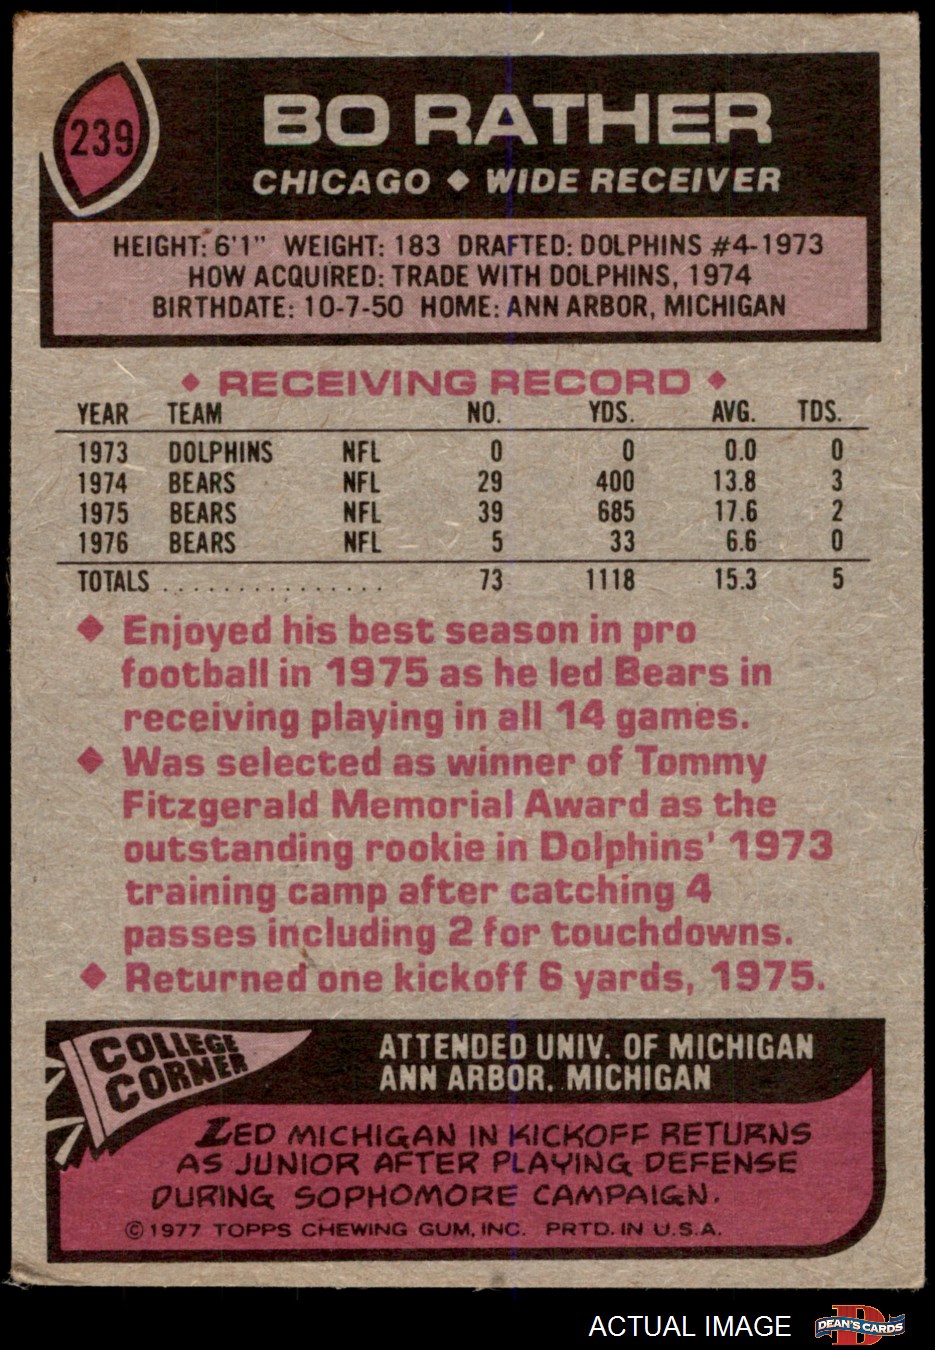 239
BO RATHER
CHICAGO ◆ WIDE RECEIVER
HEIGHT: 6'1" WEIGHT: 183 DRAFTED: DOLPHINS #4-1973
HOW ACQUIRED: TRADE WITH DOLPHINS, 1974
BIRTHDATE: 10-7-50 HOME: ANN ARBOR, MICHIGAN
◆ RECEIVING RECORD ◆
YEAR TEAM NO. YDS. AVG. TDS.
1973 DOLPHINS NFL 0 0 0.0 0
1974 BEARS NFL 29 400 13.8 3
1975 BEARS NFL 39 685 17.6 2
1976 BEARS NFL 5 33 6.6 0
TOTALS . . . . . . . . . . . . . . . 73 1118 15.3 5
◆ Enjoyed his best season in pro
football in 1975 as he led Bears in
receiving playing in all 14 games.
◆ Was selected as winner of Tommy
Fitzgerald Memorial Award as the
outstanding rookie in Dolphins' 1973
training camp after catching 4
passes including 2 for touchdowns.
◆ Returned one kickoff 6 yards, 1975.
COLLEGE
CORNER
ATTENDED UNIV. OF MICHIGAN
ANN ARBOR, MICHIGAN
LED MICHIGAN IN KICKOFF RETURNS
AS JUNIOR AFTER PLAYING DEFENSE
DURING SOPHOMORE CAMPAIGN.
© 1977 TOPPS CHEWING GUM, INC. PRTD. IN U.S.A.
ACTUAL IMAGE
D
DEAN'S CARDS